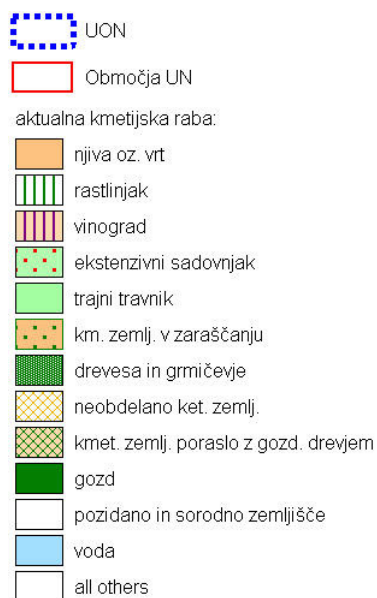 UON
Območja UN
aktualna kmetijska raba:
njiva oz. vrt
rastlinjak
vinograd
ekstenzivni sadovnjak
trajni travnik
km. zemlj. v zaraščanju
drevesa in grmičevje
neobdelano ket. zemlj.
kmet. zemlj. poraslo z gozd. drevjem
gozd
pozidano in sorodno zemljišče
voda
all others